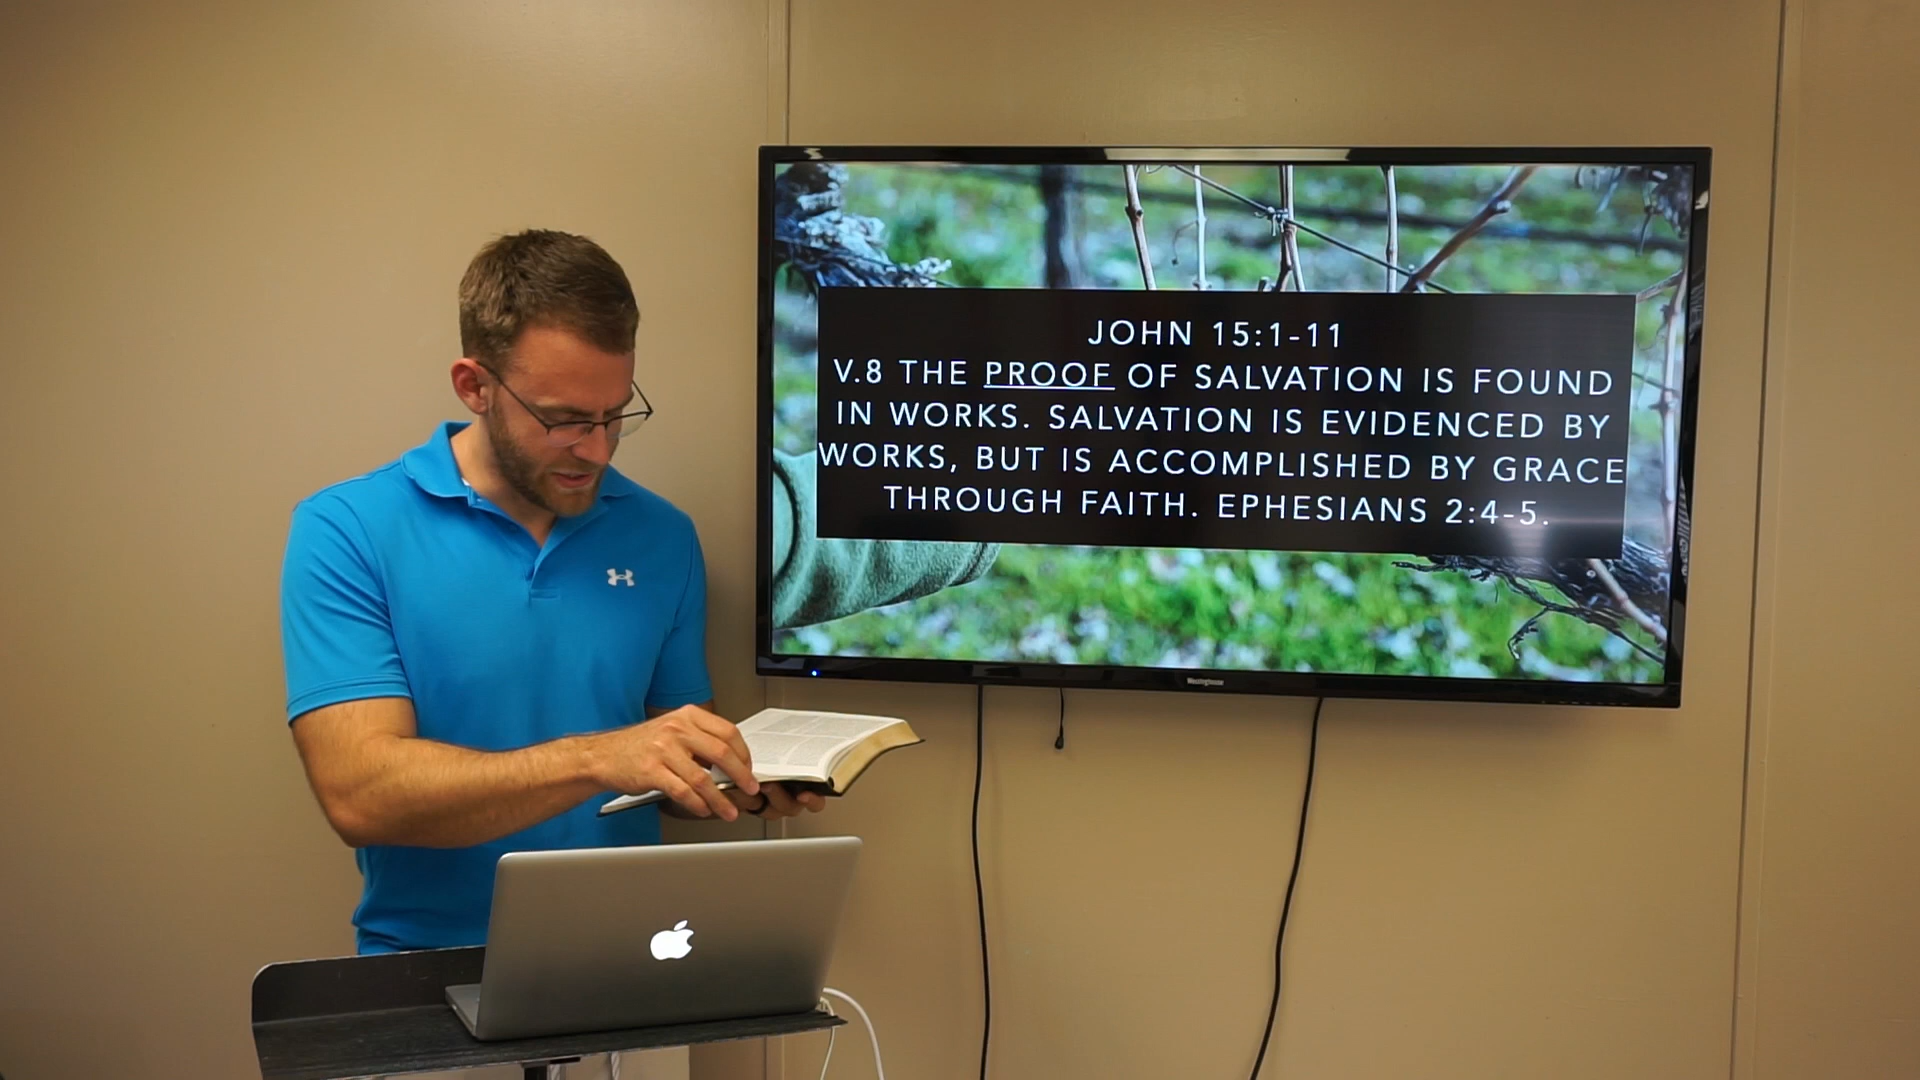 JOHN 15:1-11
V.8 THE PROOF OF SALVATION IS FOUND
IN WORKS. SALVATION IS EVIDENCED BY
WORKS, BUT IS ACCOMPLISHED BY GRACE
THROUGH FAITH. EPHESIANS 2:4-5.
Westinghouse